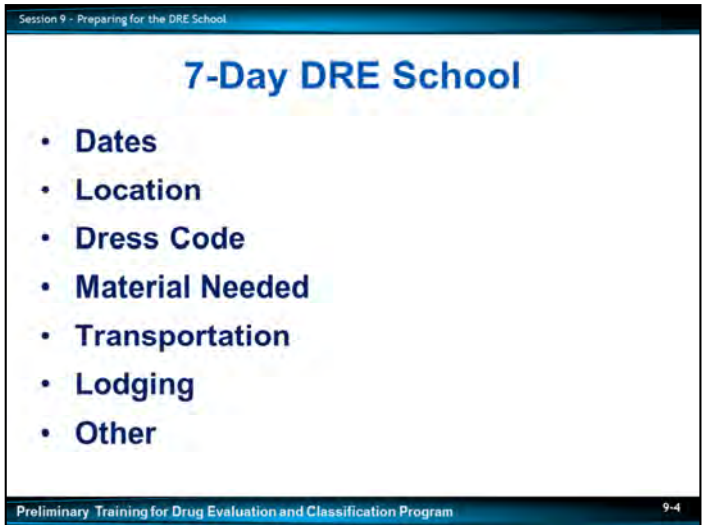 Session 9 - Preparing for the DRE School
7-Day DRE School
• Dates
• Location
• Dress Code
• Material Needed
• Transportation
• Lodging
• Other
Preliminary Training for Drug Evaluation and Classification Program 9-4